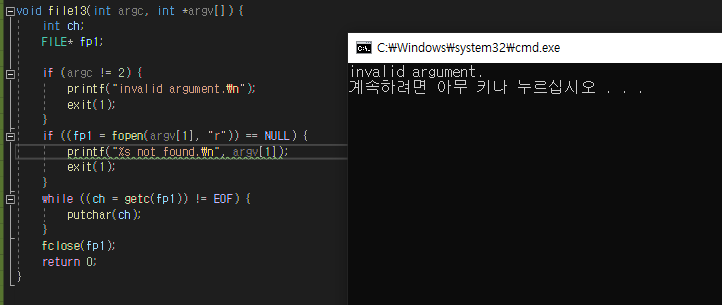 void file13(int argc, int *argv[]){
int ch;
FILE* fp1;
if (argc != 2) {
printf("invalid argument.₩n");
exit(1);
}
if ((fp1 = fopen(argv[1], "r")) == NULL) {
printf("%s not found.₩n", argv[1]);
exit(1);
}
while ((ch = getc(fp1)) != EOF) {
putchar(ch);
}
fclose(fp1);
return 0;
}
C:₩Windows₩system32₩cmd.exe
invalid argument.
계속하려면 아무 키나 누르십시오 . . .